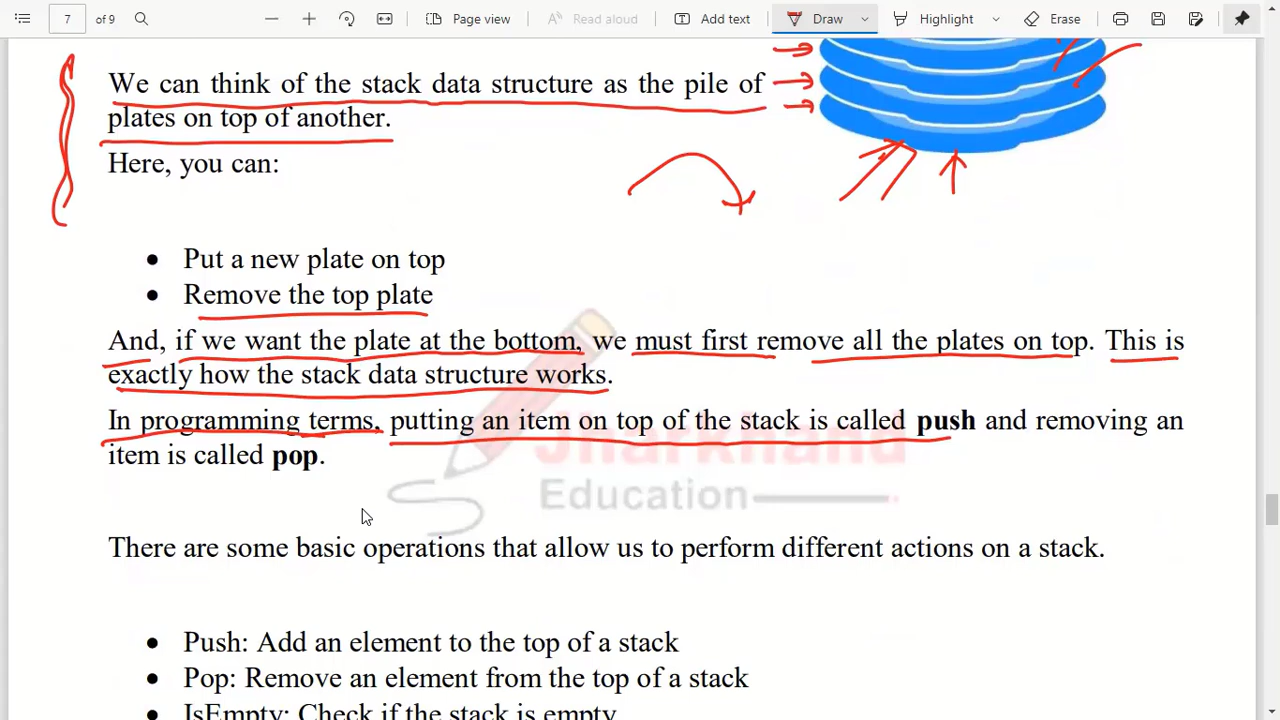 7 of 9
Page view
Read aloud
Add text
Draw
Highlight
Erase
We can think of the stack data structure as the pile of
plates on top of another.
Here, you can:
• Put a new plate on top
• Remove the top plate
And, if we want the plate at the bottom, we must first remove all the plates on top. This is
exactly how the stack data structure works.
In programming terms, putting an item on top of the stack is called push and removing an
item is called pop.
Jharkhand
Education
There are some basic operations that allow us to perform different actions on a stack.
• Push: Add an element to the top of a stack
• Pop: Remove an element from the top of a stack
• IsEmpty: Check if the stack is empty